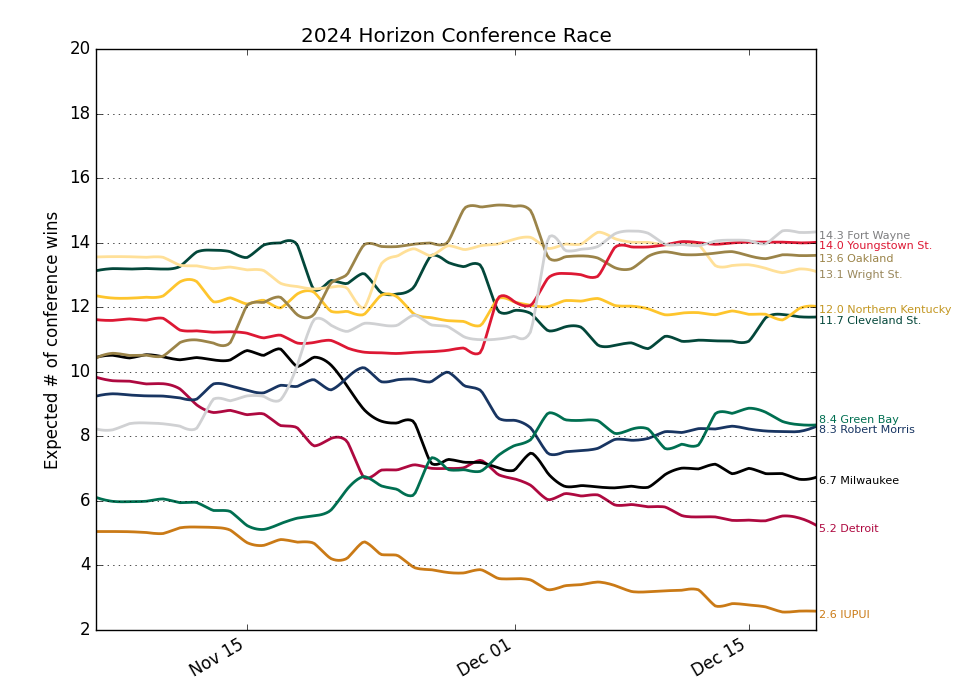 2024 Horizon Conference Race
Expected # of conference wins
20
18
16
14
12
10
8
6
4
2
Nov 15
Dec 01
Dec 15
14.3 Fort Wayne
14.0 Youngstown St.
13.6 Oakland
13.1 Wright St.
12.0 Northern Kentucky
11.7 Cleveland St.
8.4 Green Bay
8.3 Robert Morris
6.7 Milwaukee
5.2 Detroit
2.6 IUPUI